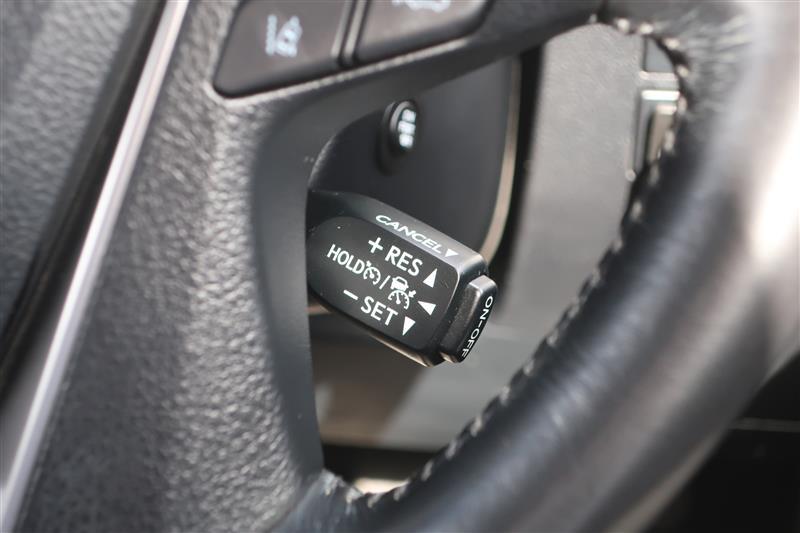 CANCEL
+ RES
HOLD /
− SET
ON-OFF